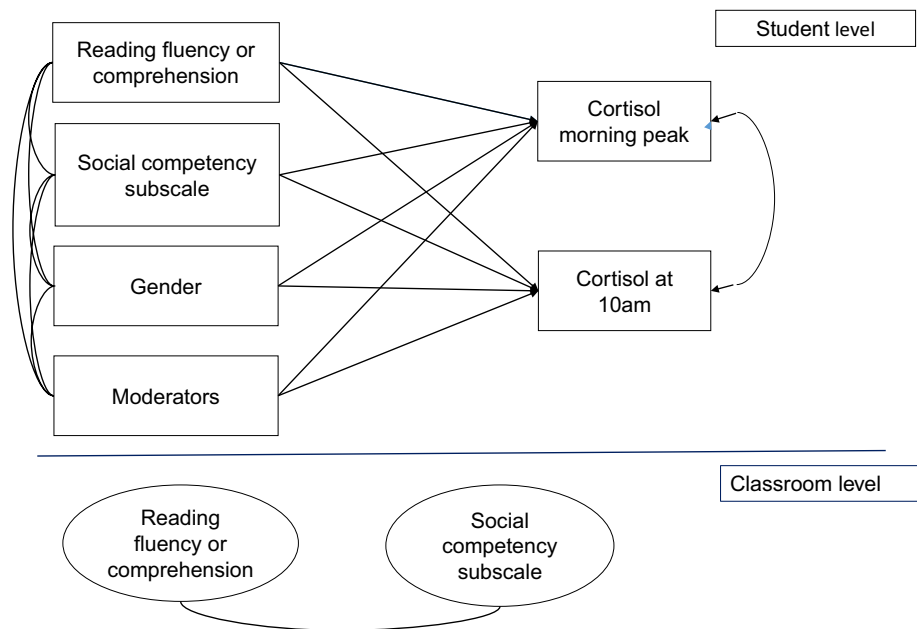 Reading fluency or
comprehension
Student level
Cortisol
morning peak
Social competency
subscale
Gender
Cortisol at
10am
Moderators
Classroom level
Reading
fluency or
comprehension
Social
competency
subscale